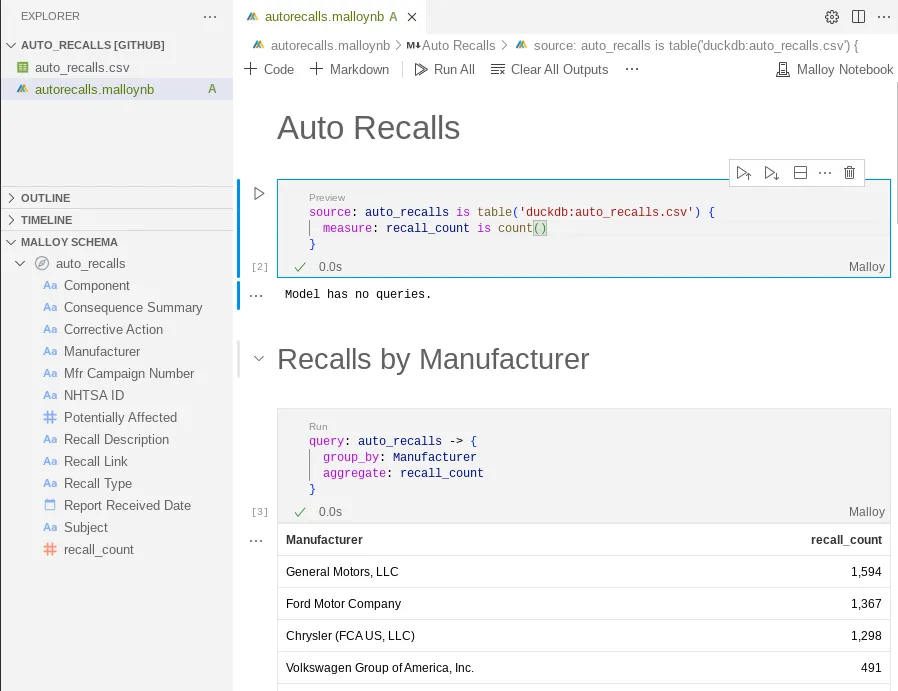 EXPLORER
AUTO_RECALLS [GITHUB]
auto_recalls.csv
autorecalls.malloynb A
OUTLINE
TIMELINE
MALLOY SCHEMA
auto_recalls
Aa Component
Aa Consequence Summary
Aa Corrective Action
Aa Manufacturer
Aa Mfr Campaign Number
Aa NHTSA ID
Potentially Affected
Aa Recall Description
Aa Recall Link
Aa Recall Type
Report Received Date
Aa Subject
recall_count
autorecalls.malloynb A
autorecalls.malloynb > M↓Auto Recalls > source: auto_recalls is table('duckdb:auto_recalls.csv') {
+ Code + Markdown Run All Clear All Outputs ··· Malloy Notebook
Auto Recalls
Preview
source: auto_recalls is table('duckdb:auto_recalls.csv') {
measure: recall_count is count()
}
[2] 0.0s Malloy
Model has no queries.
Recalls by Manufacturer
Run
query: auto_recalls -> {
group_by: Manufacturer
aggregate: recall_count
}
[3] 0.0s Malloy
Manufacturer recall_count
General Motors, LLC 1,594
Ford Motor Company 1,367
Chrysler (FCA US, LLC) 1,298
Volkswagen Group of America, Inc. 491